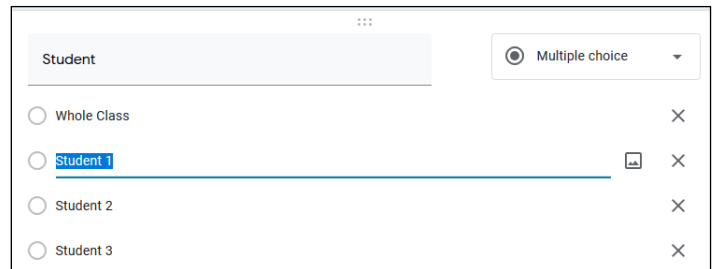 Student
Multiple choice
Whole Class
Student 1
Student 2
Student 3